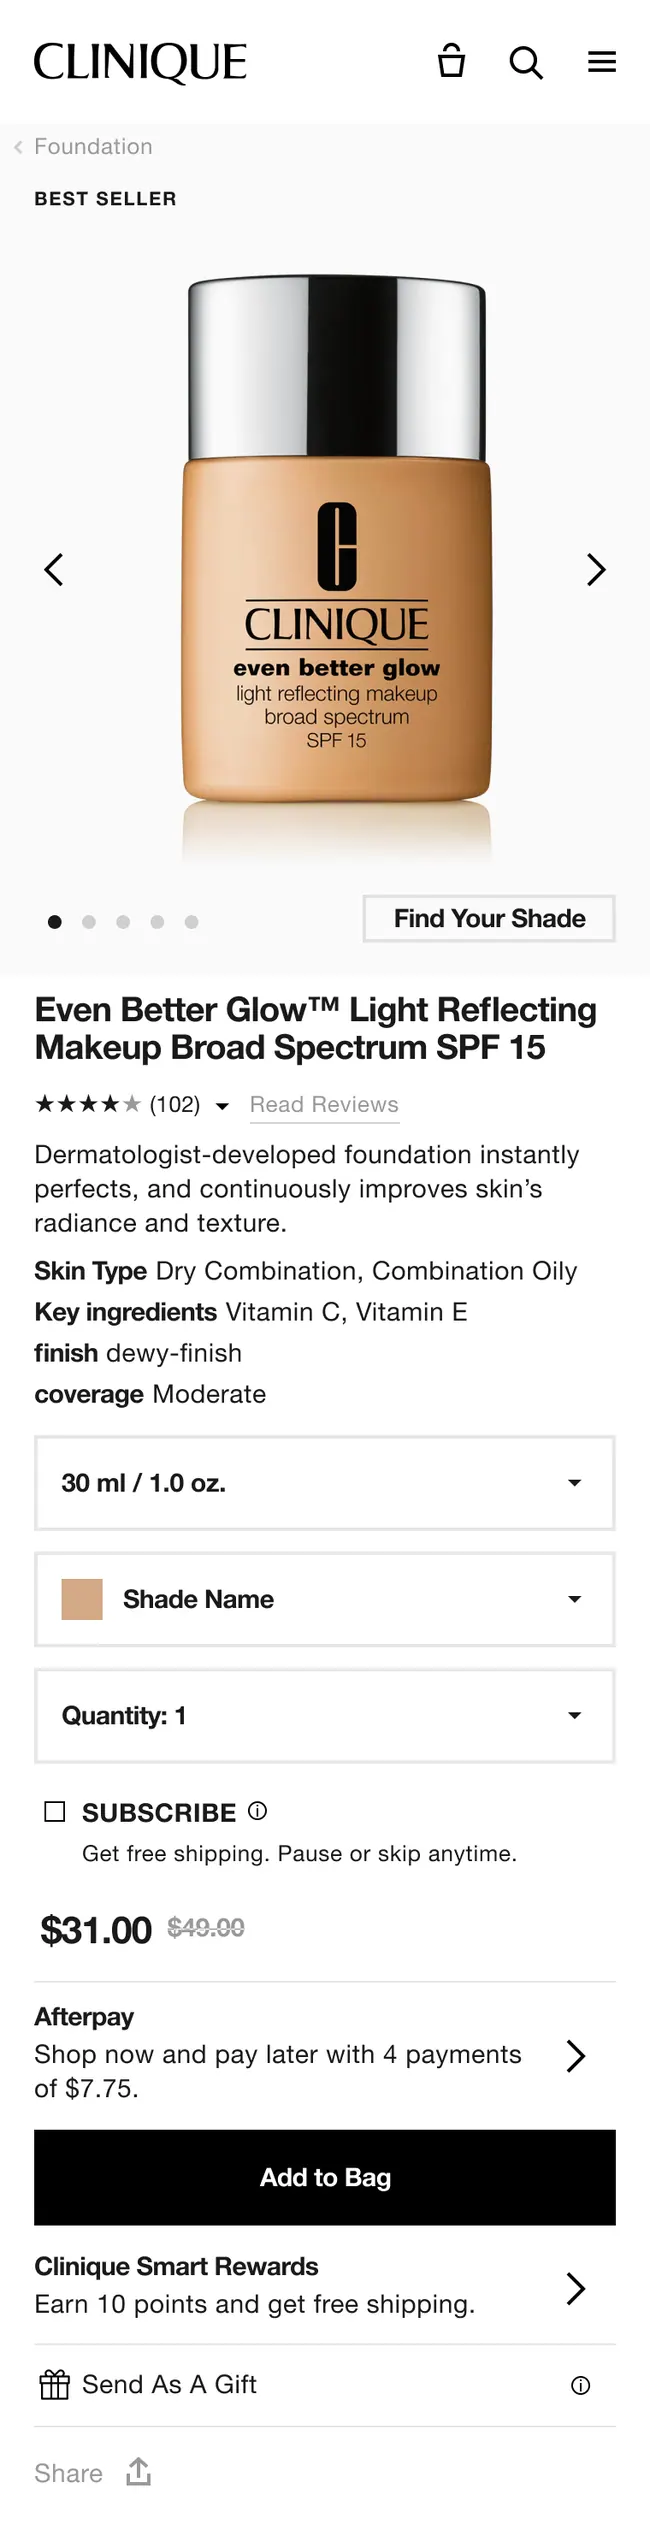 CLINIQUE
Foundation
BEST SELLER
CLINIQUE
even better glow
light reflecting makeup
broad spectrum
SPF 15
Find Your Shade
Even Better Glow™ Light Reflecting
Makeup Broad Spectrum SPF 15
★★★★★ (102) Read Reviews
Dermatologist-developed foundation instantly
perfects, and continuously improves skin’s
radiance and texture.
Skin Type Dry Combination, Combination Oily
Key ingredients Vitamin C, Vitamin E
finish dewy-finish
coverage Moderate
30 ml / 1.0 oz.
Shade Name
Quantity: 1
SUBSCRIBE
Get free shipping. Pause or skip anytime.
$31.00 $49.00
Afterpay
Shop now and pay later with 4 payments
of $7.75.
Add to Bag
Clinique Smart Rewards
Earn 10 points and get free shipping.
Send As A Gift
Share